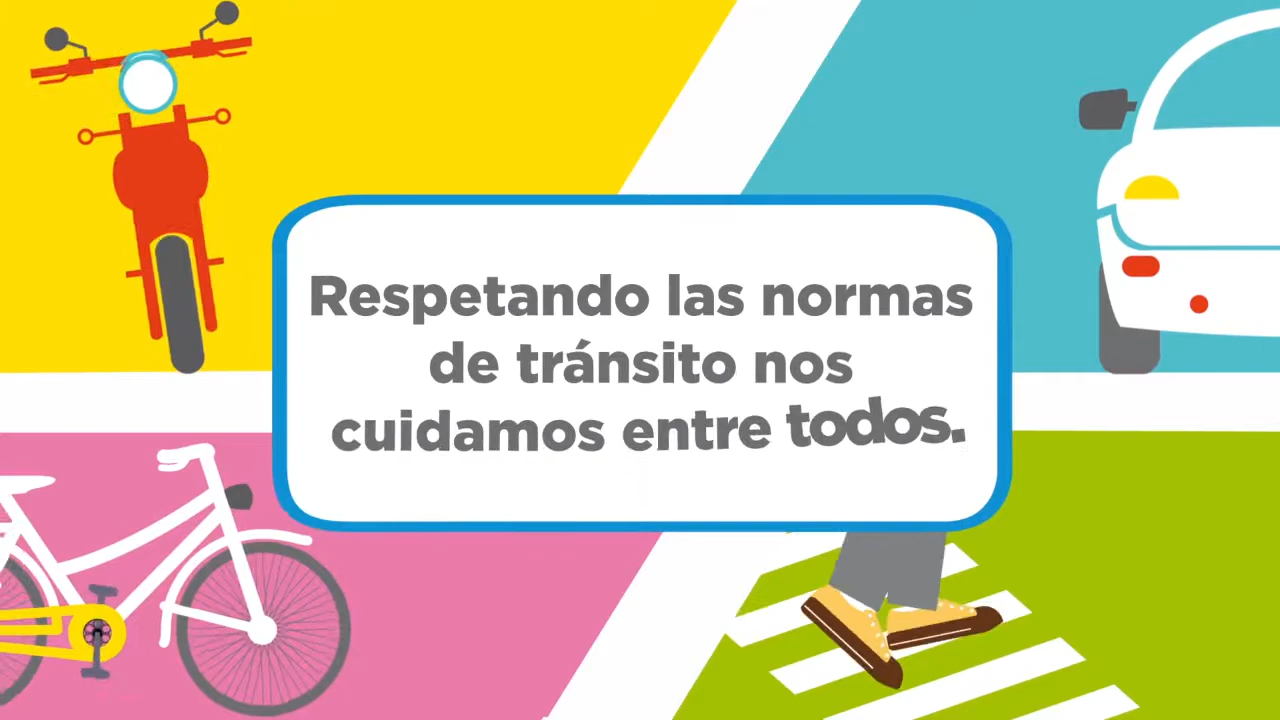 Respetando las normas
de tránsito nos
cuidamos entre todos.